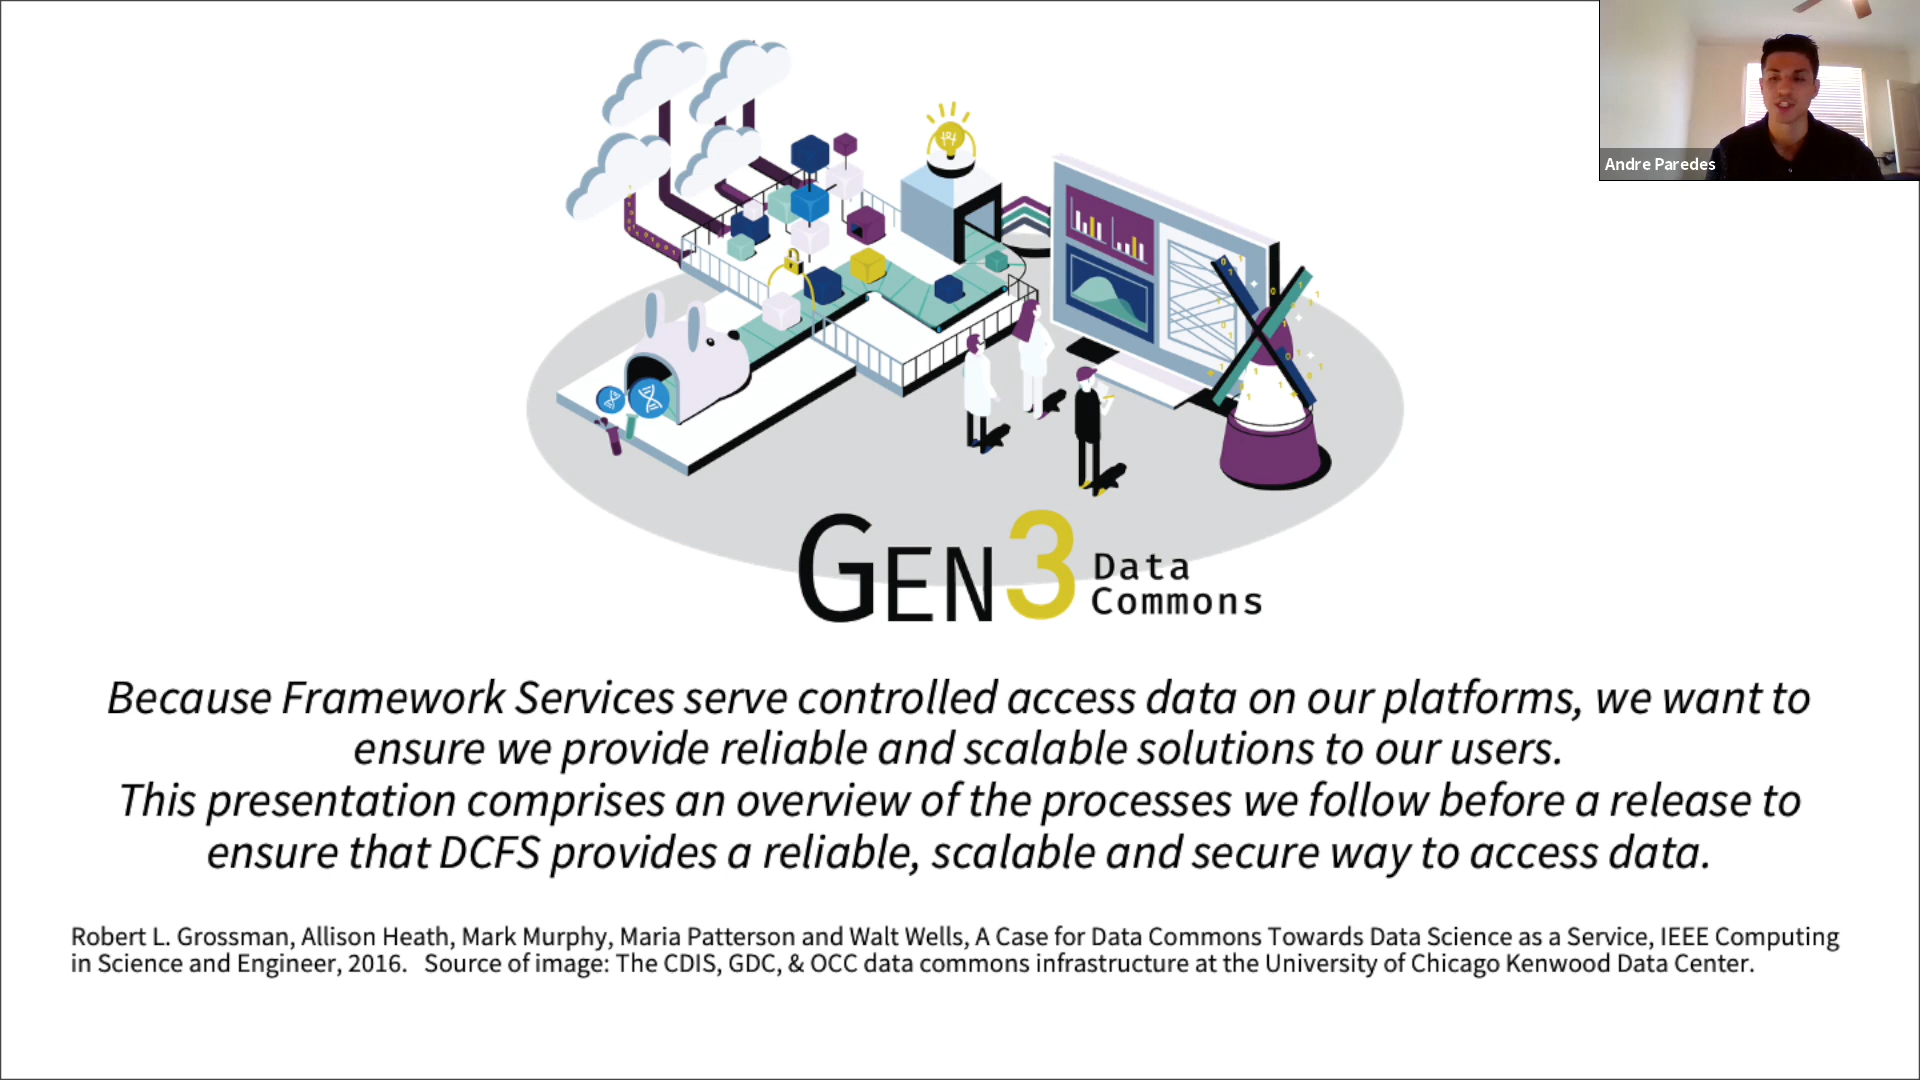 Andre Paredes
GEN3 Data
Commons
Because Framework Services serve controlled access data on our platforms, we want to
ensure we provide reliable and scalable solutions to our users.
This presentation comprises an overview of the processes we follow before a release to
ensure that DCFS provides a reliable, scalable and secure way to access data.
Robert L. Grossman, Allison Heath, Mark Murphy, Maria Patterson and Walt Wells, A Case for Data Commons Towards Data Science as a Service, IEEE Computing
in Science and Engineer, 2016. Source of image: The CDIS, GDC, & OCC data commons infrastructure at the University of Chicago Kenwood Data Center.